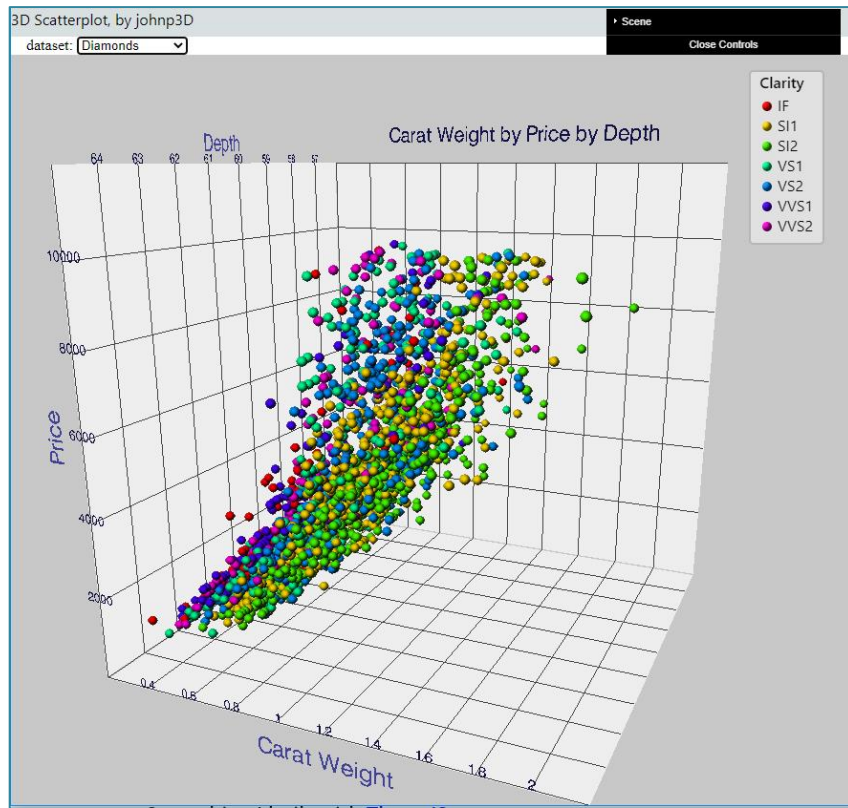 3D Scatterplot, by johnp3D
Scene
dataset: Diamonds
Close Controls
Clarity
IF
SI1
SI2
VS1
VS2
VVS1
VVS2
Carat Weight by Price by Depth
Depth
64 63 62 61 60 59 58 57
Price
10000
8000
6000
4000
2000
0.4 0.6 0.8 1 1.2 1.4 1.6 1.8 2
Carat Weight